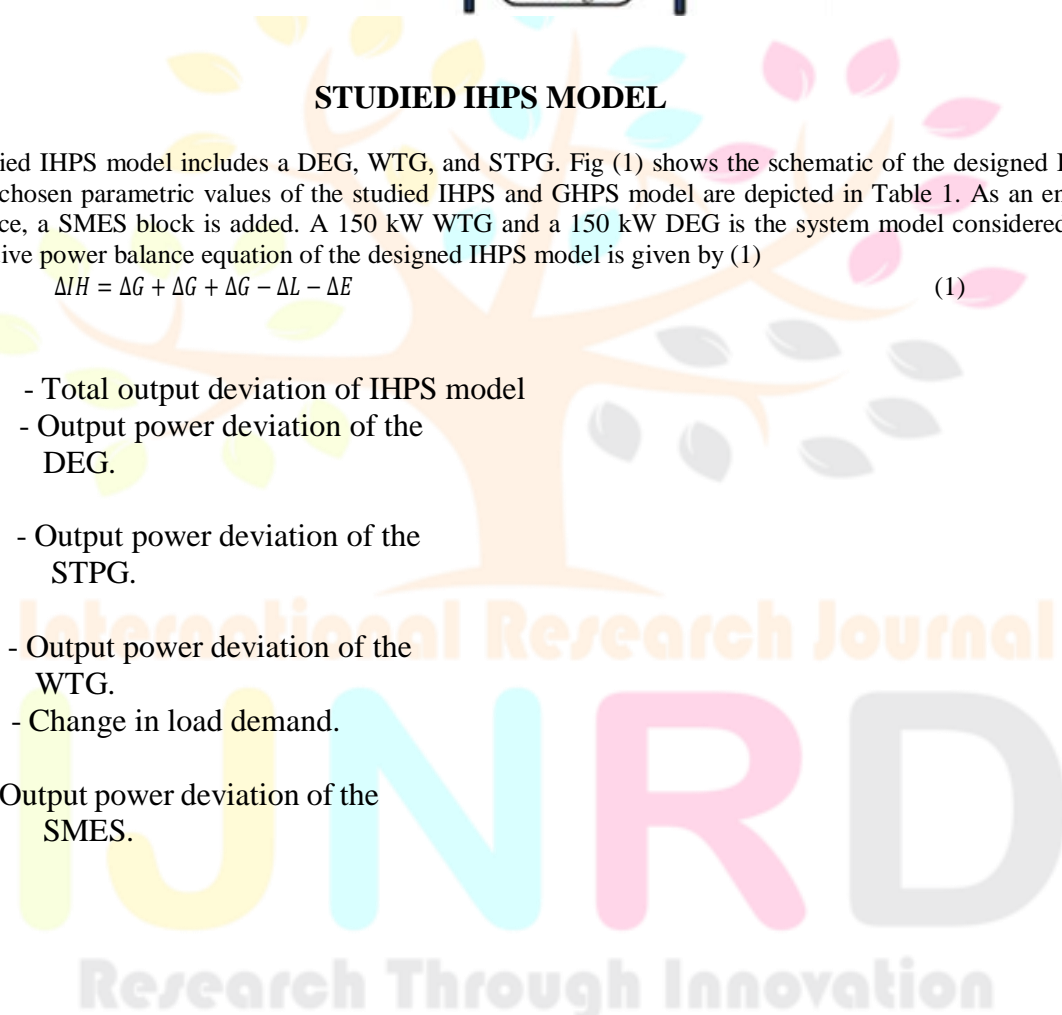 STUDIED IHPS MODEL
ied IHPS model includes a DEG, WTG, and STPG. Fig (1) shows the schematic of the designed
chosen parametric values of the studied IHPS and GHPS model are depicted in Table 1. As an en
ce, a SMES block is added. A 150 kW WTG and a 150 kW DEG is the system model considered
ive power balance equation of the designed IHPS model is given by (1)
Δ𝐼𝐻 = Δ𝐺 + Δ𝐺 + Δ𝐺 − Δ𝐿 − Δ𝐸 (1)
- Total output deviation of IHPS model
- Output power deviation of the
DEG.
- Output power deviation of the
STPG.
- Output power deviation of the
WTG.
- Change in load demand.
Output power deviation of the
SMES.
International Research Journal
IJNRD
Research Through Innovation